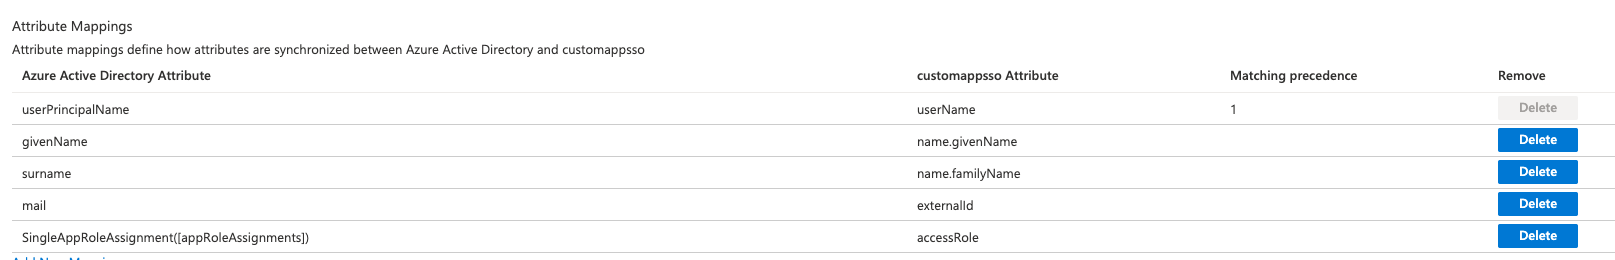 Attribute Mappings
Attribute mappings define how attributes are synchronized between Azure Active Directory and customappsso
Azure Active Directory Attribute customappsso Attribute Matching precedence Remove
userPrincipalName userName 1 Delete
givenName name.givenName Delete
surname name.familyName Delete
mail externalId Delete
SingleAppRoleAssignment([appRoleAssignments]) accessRole Delete